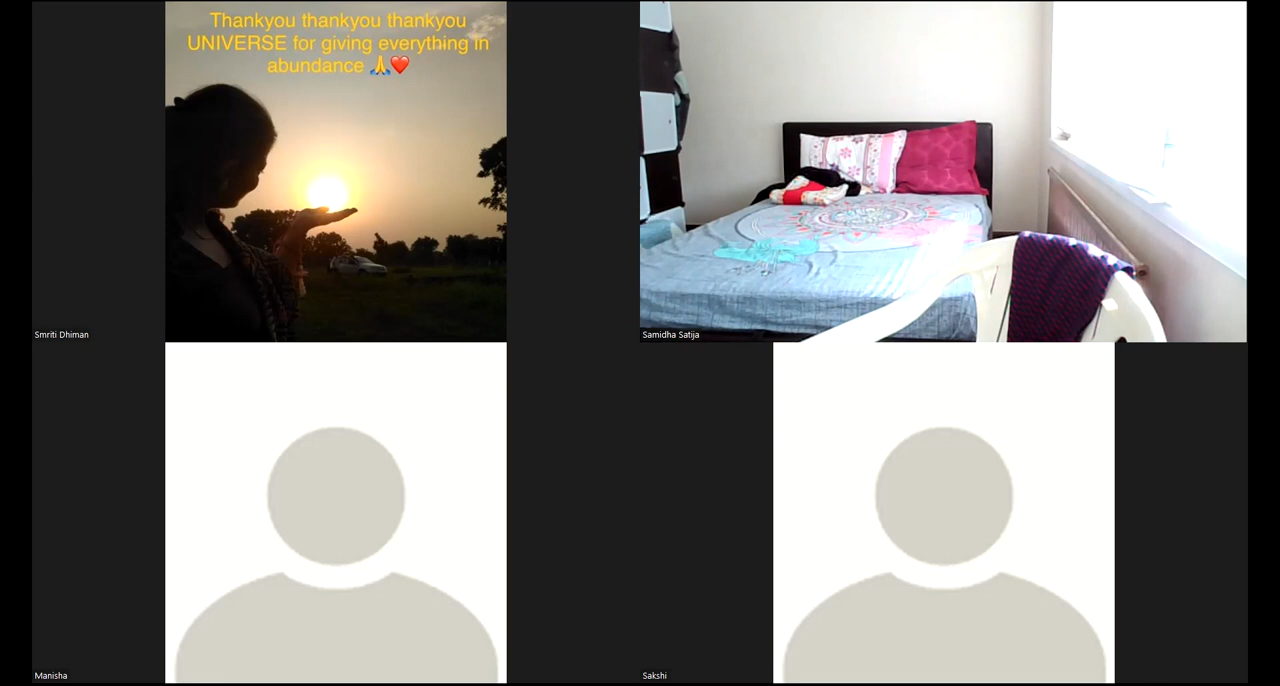 Thankyou thankyou thankyou
UNIVERSE for giving everything in
abundance 🙏❤️
Smriti Dhiman
Samidha Satija
Manisha
Sakshi